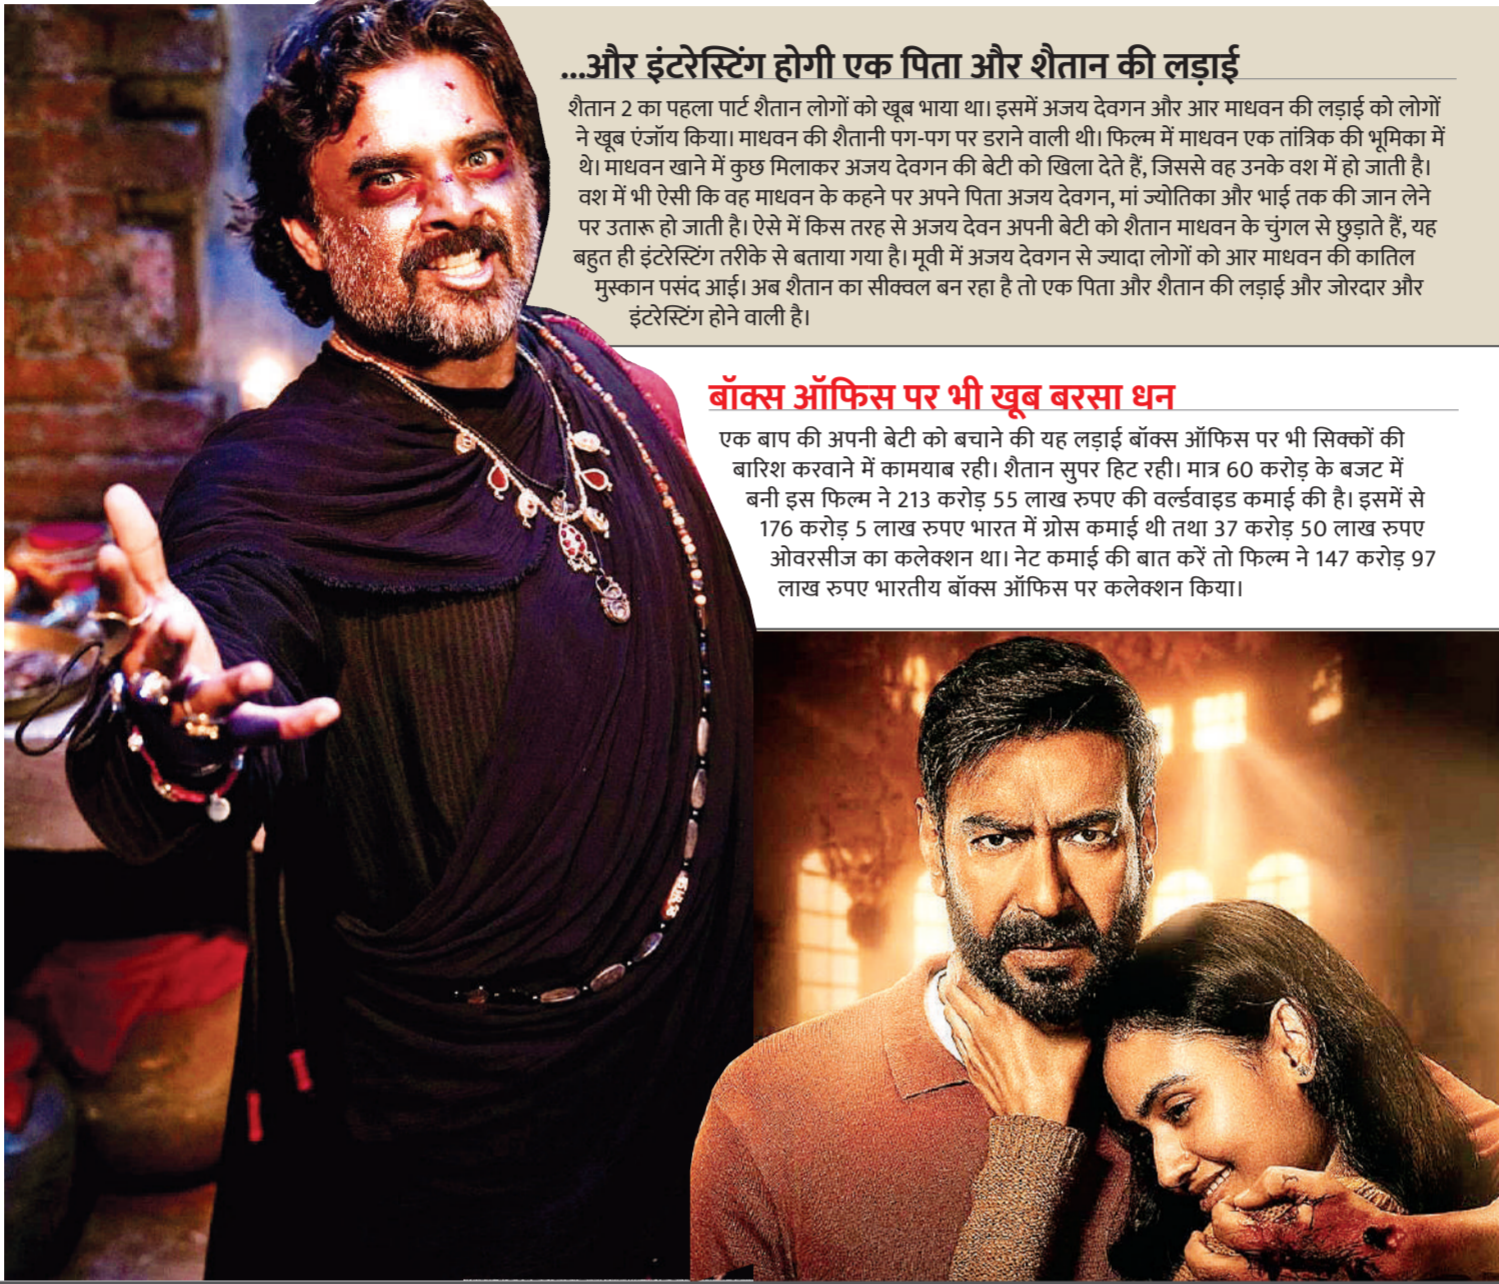 ...और इंटरेस्टिंग होगी एक पिता और शैतान की लड़ाई
शैतान 2 का पहला पार्ट शैतान लोगों को खूब भाया था। इसमें अजय देवगन और आर माधवन की लड़ाई को लोगों
ने खूब एंजॉय किया। माधवन की शैतानी पग-पग पर डराने वाली थी। फिल्म में माधवन एक तांत्रिक की भूमिका में
थे। माधवन खाने में कुछ मिलाकर अजय देवगन की बेटी को खिला देते हैं, जिससे वह उनके वश में हो जाती है।
वश में भी ऐसी कि वह माधवन के कहने पर अपने पिता अजय देवगन, मां ज्योतिका और भाई तक की जान लेने
पर उतारू हो जाती है। ऐसे में किस तरह से अजय देवन अपनी बेटी को शैतान माधवन के चुंगल से छुड़ाते हैं, यह
बहुत ही इंटरेस्टिंग तरीके से बताया गया है। मूवी में अजय देवगन से ज्यादा लोगों को आर माधवन की कातिल
मुस्कान पसंद आई। अब शैतान का सीक्वल बन रहा है तो एक पिता और शैतान की लड़ाई और जोरदार और
इंटरेस्टिंग होने वाली है।
बॉक्स ऑफिस पर भी खूब बरसा धन
एक बाप की अपनी बेटी को बचाने की यह लड़ाई बॉक्स ऑफिस पर भी सिक्कों की
बारिश करवाने में कामयाब रही। शैतान सुपर हिट रही। मात्र 60 करोड़ के बजट में
बनी इस फिल्म ने 213 करोड़ 55 लाख रुपए की वर्ल्डवाइड कमाई की है। इसमें से
176 करोड़ 5 लाख रुपए भारत में ग्रोस कमाई थी तथा 37 करोड़ 50 लाख रुपए
ओवरसीज का कलेक्शन था। नेट कमाई की बात करें तो फिल्म ने 147 करोड़ 97
लाख रुपए भारतीय बॉक्स ऑफिस पर कलेक्शन किया।